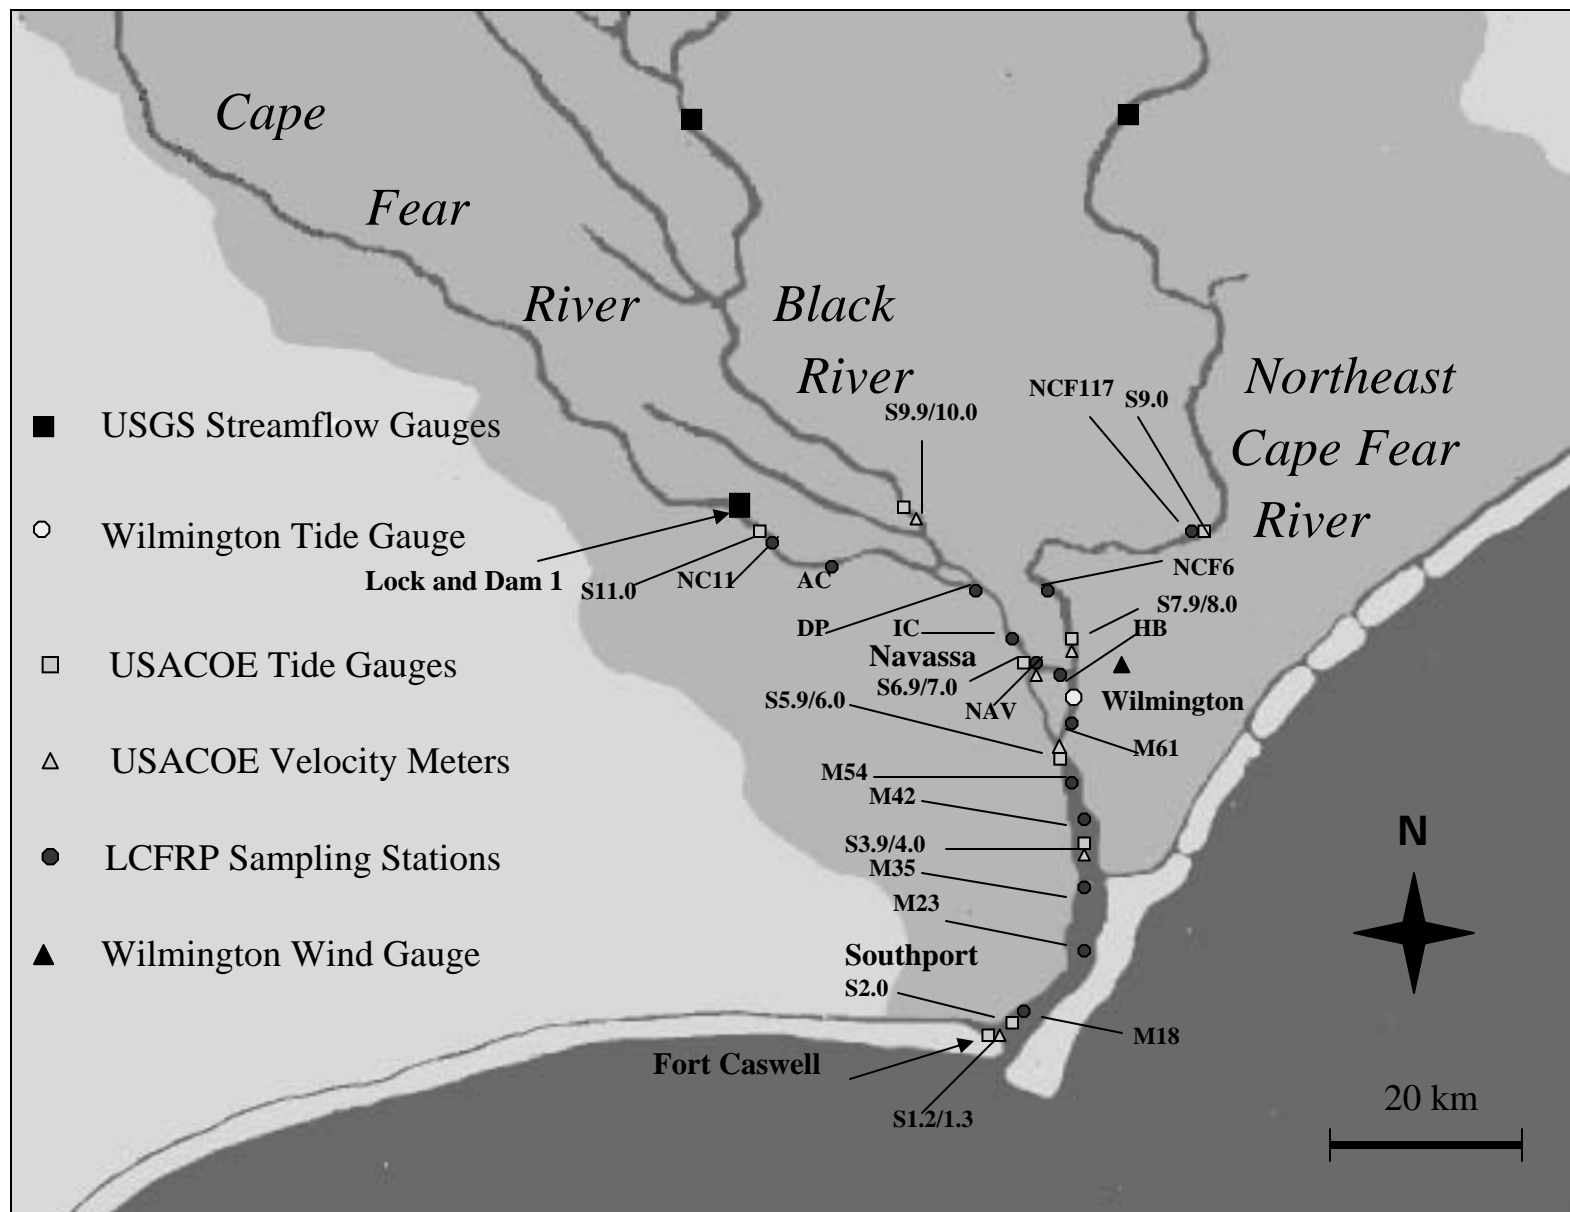 Cape
Fear
River
Black
River
Northeast
Cape Fear
River
NCF117
S9.0
S9.9/10.0
USGS Streamflow Gauges
Wilmington Tide Gauge
Lock and Dam 1
S11.0
NC11
AC
NCF6
S7.9/8.0
DP
IC
HB
Navassa
USACOE Tide Gauges
S6.9/7.0
S5.9/6.0
NAV
Wilmington
M61
USACOE Velocity Meters
M54
M42
N
S3.9/4.0
LCFRP Sampling Stations
M35
M23
Wilmington Wind Gauge
Southport
S2.0
M18
Fort Caswell
20 km
S1.2/1.3